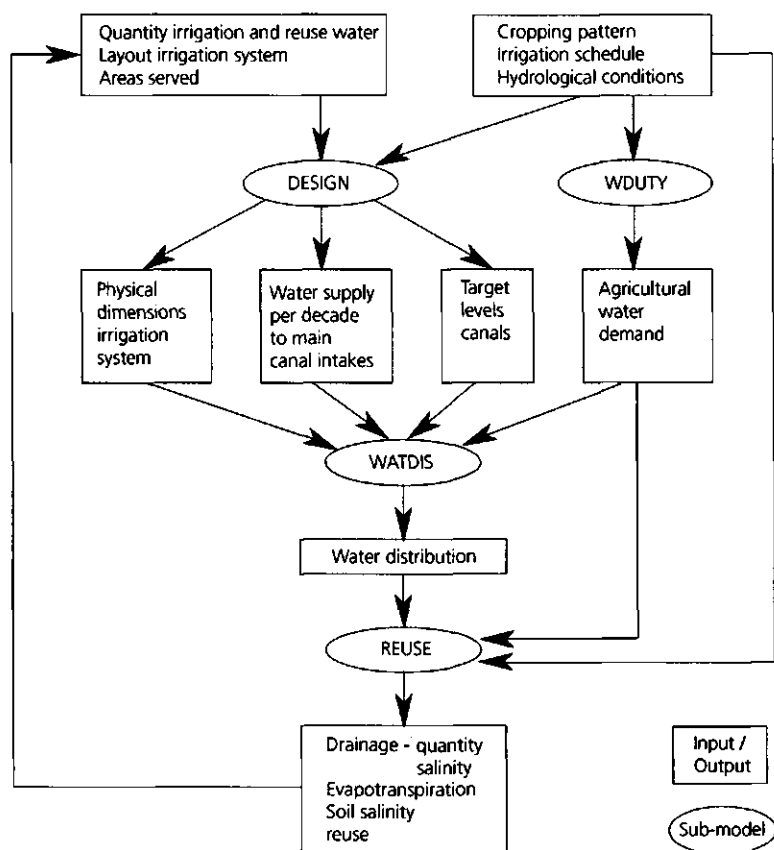 Quantity irrigation and reuse water
Layout irrigation system
Areas served
Cropping pattern
Irrigation schedule
Hydrological conditions
DESIGN
WDUTY
Physical
dimensions
irrigation
system
Water supply
per decade
to main
canal intakes
Target
levels
canals
Agricultural
water
demand
WATDIS
Water distribution
REUSE
Drainage - quantity
salinity
Evapotranspiration
Soil salinity
reuse
Input /
Output
Sub-model